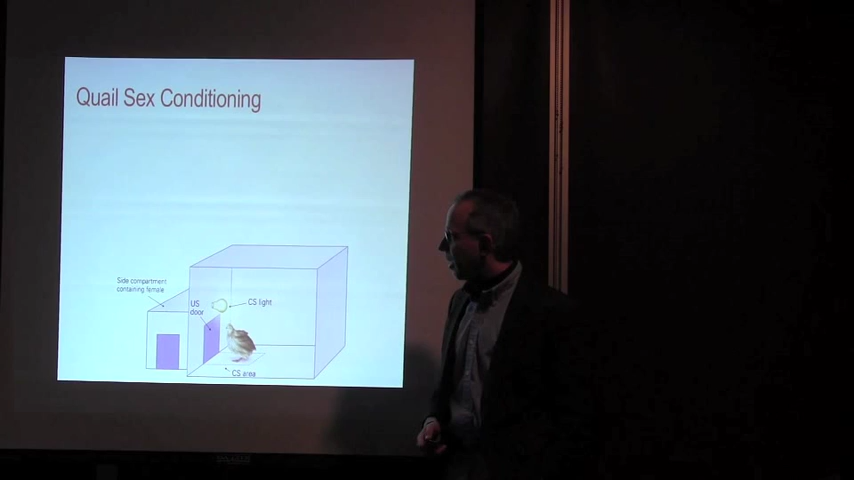 Quail Sex Conditioning
Side compartment
containing female
US
door
CS light
CS area